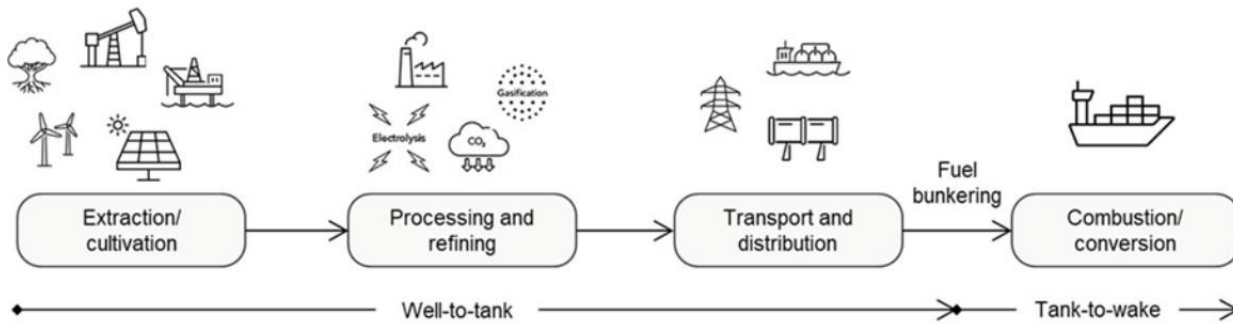 Gasification
Electrolysis
CO₂
Fuel
bunkering
Extraction/
cultivation
Processing and
refining
Transport and
distribution
Combustion/
conversion
Well-to-tank
Tank-to-wake